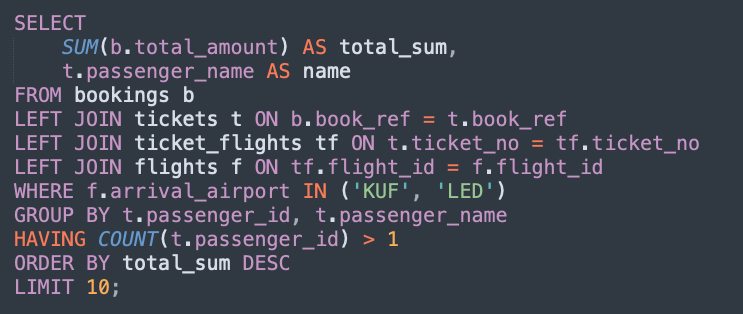 SELECT
    SUM(b.total_amount) AS total_sum,
    t.passenger_name AS name
FROM bookings b
LEFT JOIN tickets t ON b.book_ref = t.book_ref
LEFT JOIN ticket_flights tf ON t.ticket_no = tf.ticket_no
LEFT JOIN flights f ON tf.flight_id = f.flight_id
WHERE f.arrival_airport IN ('KUF', 'LED')
GROUP BY t.passenger_id, t.passenger_name
HAVING COUNT(t.passenger_id) > 1
ORDER BY total_sum DESC
LIMIT 10;